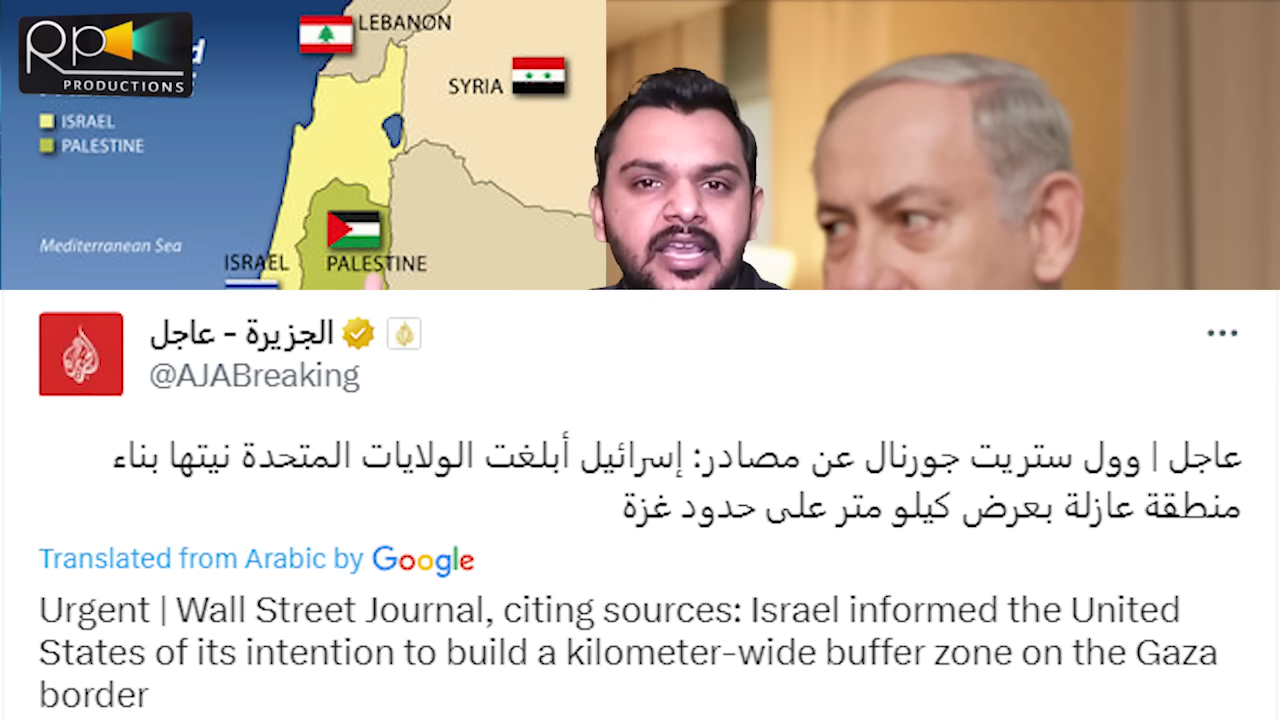 RP
PRODUCTIONS
LEBANON
SYRIA
ISRAEL
PALESTINE
Mediterranean Sea
ISRAEL
PALESTINE
الجزيرة - عاجل
@AJABreaking
عاجل | وول ستريت جورنال عن مصادر: إسرائيل أبلغت الولايات المتحدة نيتها بناء
منطقة عازلة بعرض كيلو متر على حدود غزة
Translated from Arabic by Google
Urgent | Wall Street Journal, citing sources: Israel informed the United
States of its intention to build a kilometer-wide buffer zone on the Gaza
border